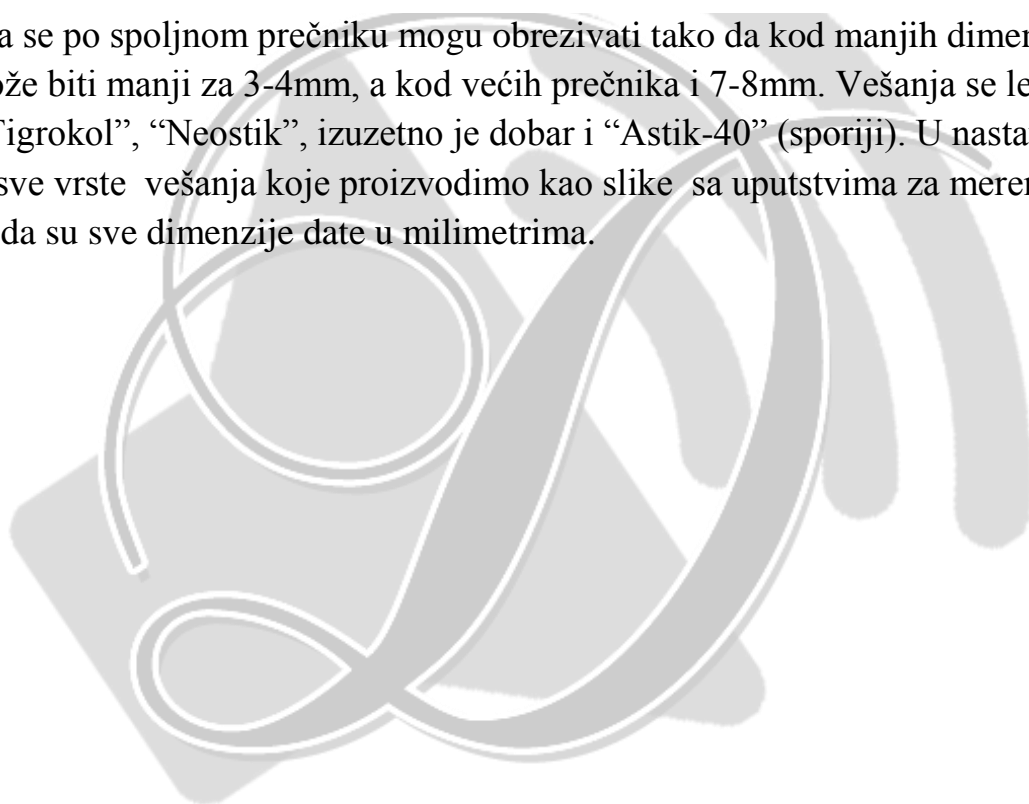 a se po spoljnom prečniku mogu obrezivati tako da kod manjih dimen
ože biti manji za 3-4mm, a kod većih prečnika i 7-8mm. Vešanja se le
Tigrokol”, “Neostik”, izuzetno je dobar i “Astik-40” (sporiji). U nasta
sve vrste  vešanja koje proizvodimo kao slike  sa uputstvima za meren
da su sve dimenzije date u milimetrima.